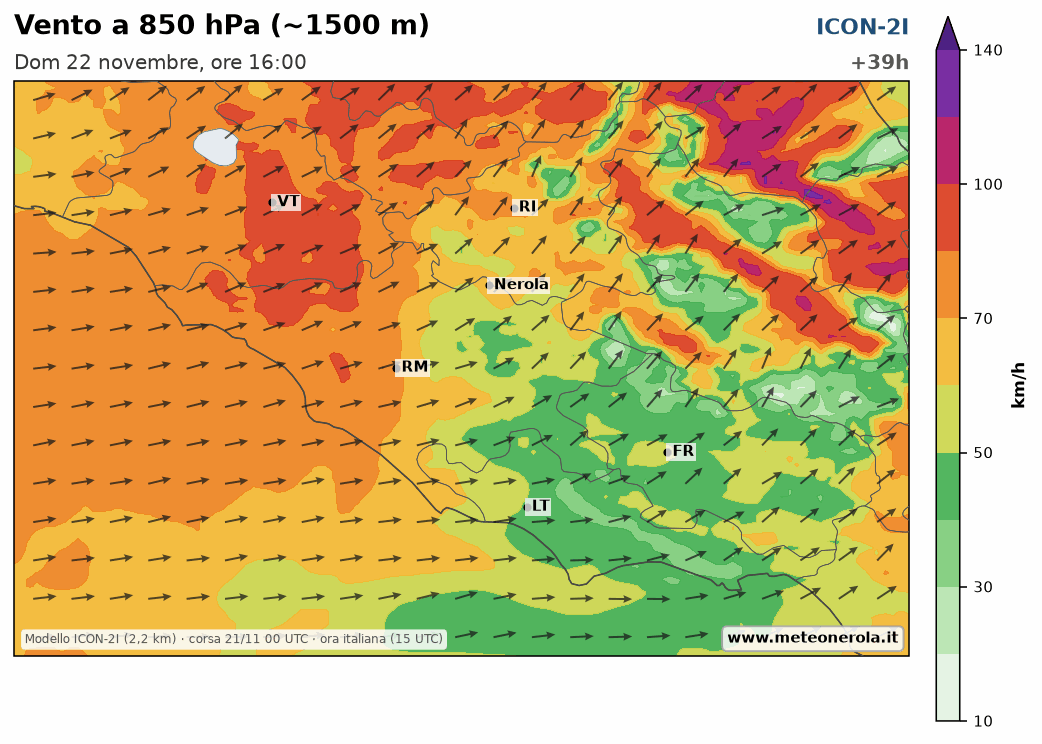 Vento a 850 hPa (~1500 m)
ICON-2I
Dom 22 novembre, ore 16:00
+39h
VT
RI
Nerola
RM
FR
LT
Modello ICON-2I (2,2 km) · corsa 21/11 00 UTC · ora italiana (15 UTC)
www.meteonerola.it
140
100
70
50
30
10
km/h